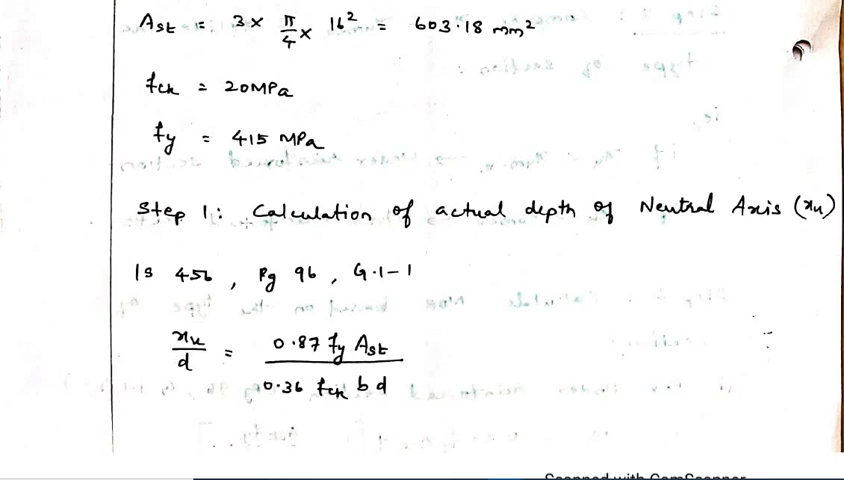 Ast = 3 × π/4 × 16² = 603.18 mm²
fck = 20MPa
fy = 415 MPa
Step 1: Calculation of actual depth of Neutral Axis (xu)
IS 456, Pg 96, G.1-1
xu/d = 0.87 fy Ast / 0.36 fck b d